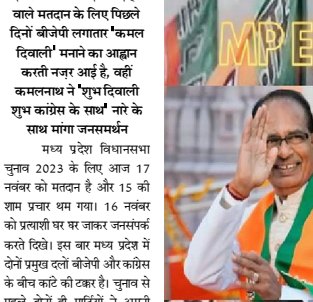 वाले मतदान के लिए पिछले
दिनों बीजेपी लगातार 'कमल
दिवाली' मनाने का आह्वान
करती नज़र आई है, वहीं
कमलनाथ ने 'शुभ दिवाली
शुभ कांग्रेस के साथ' नारे के
साथ मांगा जनसमर्थन
मध्य प्रदेश विधानसभा
चुनाव 2023 के लिए आज 17
नवंबर को मतदान है और 15 की
शाम प्रचार थम गया। 16 नवंबर
को प्रत्याशी घर घर जाकर जनसंपर्क
करते दिखे। इस बार मध्य प्रदेश में
दोनों प्रमुख दलों बीजेपी और कांग्रेस
के बीच कांटे की टक्कर है। चुनाव से
MP E